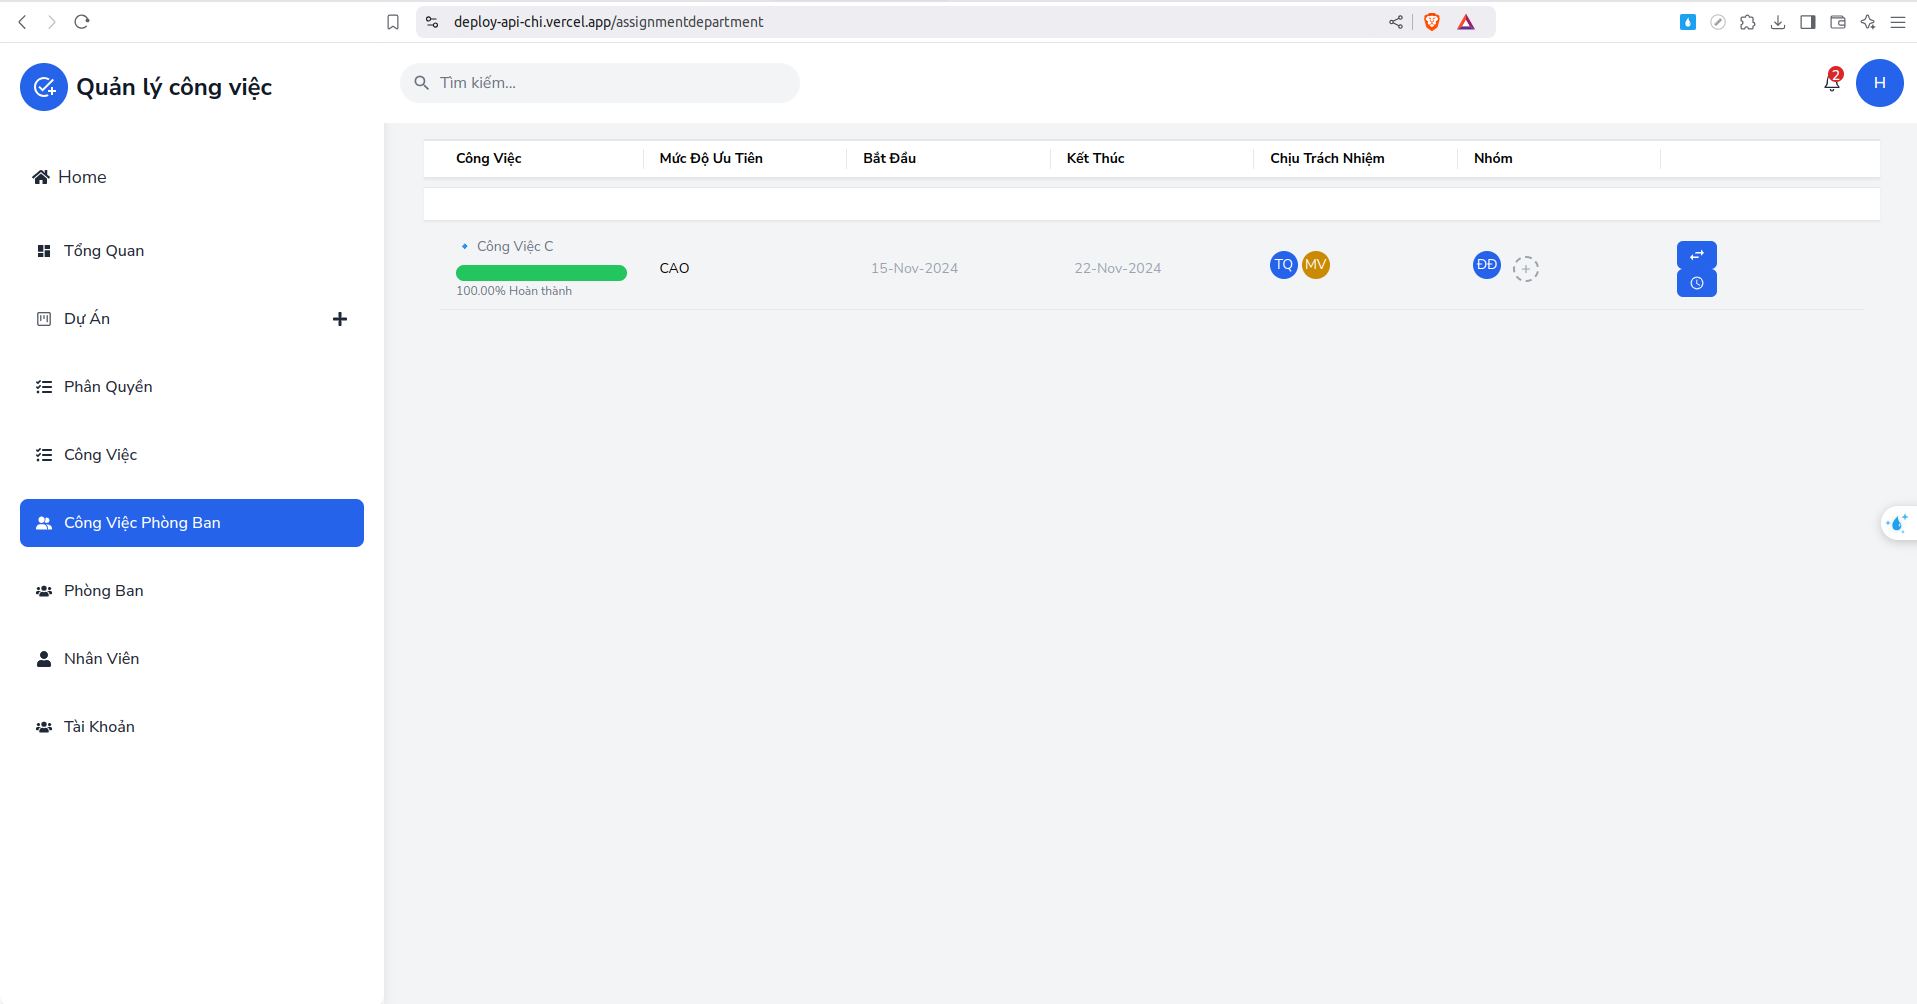 deploy-api-chi.vercel.app/assignmentdepartment
Quản lý công việc
Tìm kiếm...
2
H
Home
Tổng Quan
Dự Án
Phân Quyền
Công Việc
Công Việc Phòng Ban
Phòng Ban
Nhân Viên
Tài Khoản
Công Việc Mức Độ Ưu Tiên Bắt Đầu Kết Thúc Chịu Trách Nhiệm Nhóm
Công Việc C
100.00% Hoàn thành
CAO 15-Nov-2024 22-Nov-2024 TQ MV ĐĐ